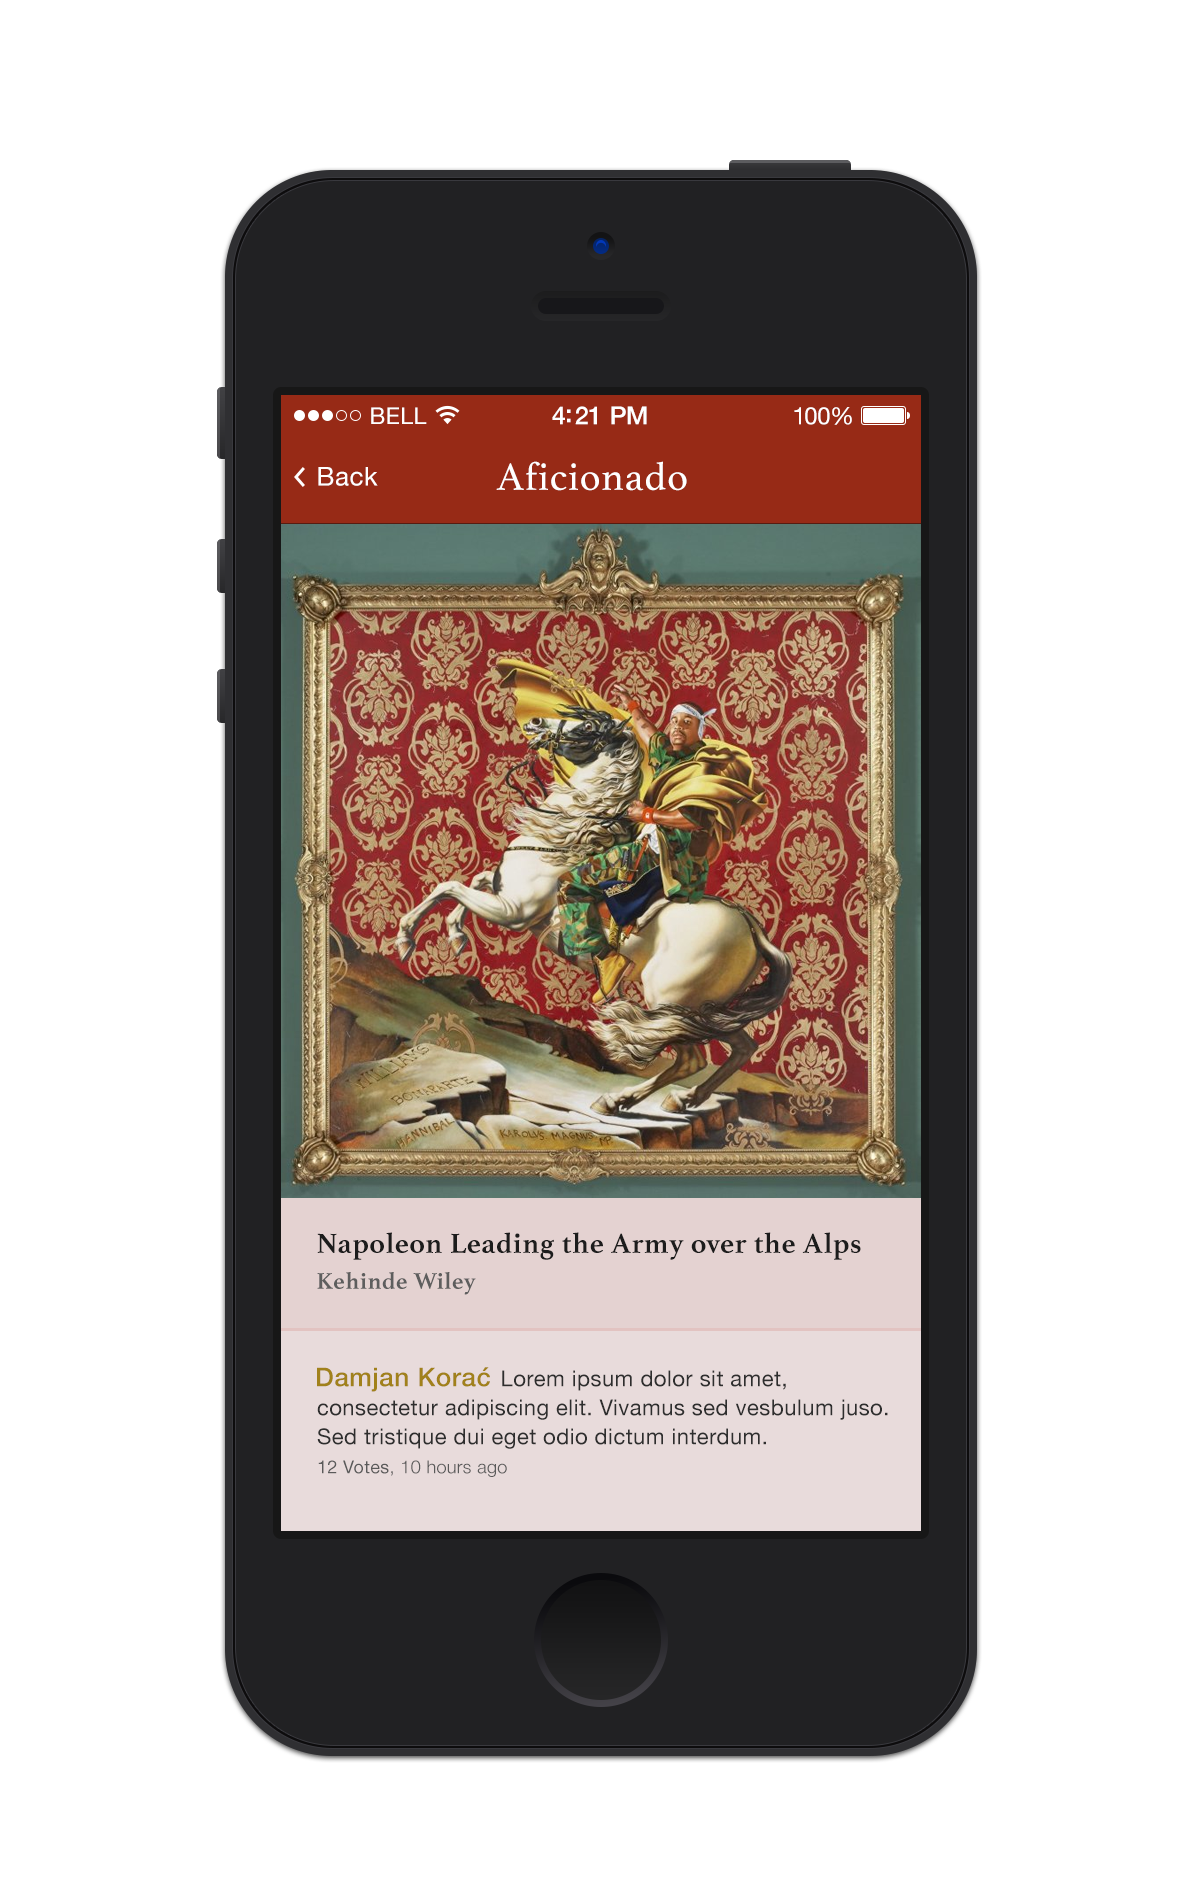 BELL 4:21 PM 100%
Back Aficionado
WILLIAMS
BONAPARTE
HANNIBAL
KAROLUS MAGNUS IMP
Napoleon Leading the Army over the Alps
Kehinde Wiley
Damjan Korać Lorem ipsum dolor sit amet,
consectetur adipiscing elit. Vivamus sed vesbulum juso.
Sed tristique dui eget odio dictum interdum.
12 Votes, 10 hours ago